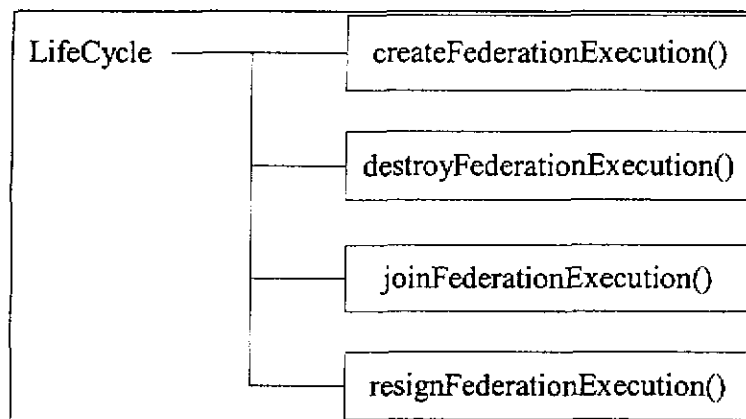 LifeCycle
createFederationExecution()
destroyFederationExecution()
joinFederationExecution()
resignFederationExecution()